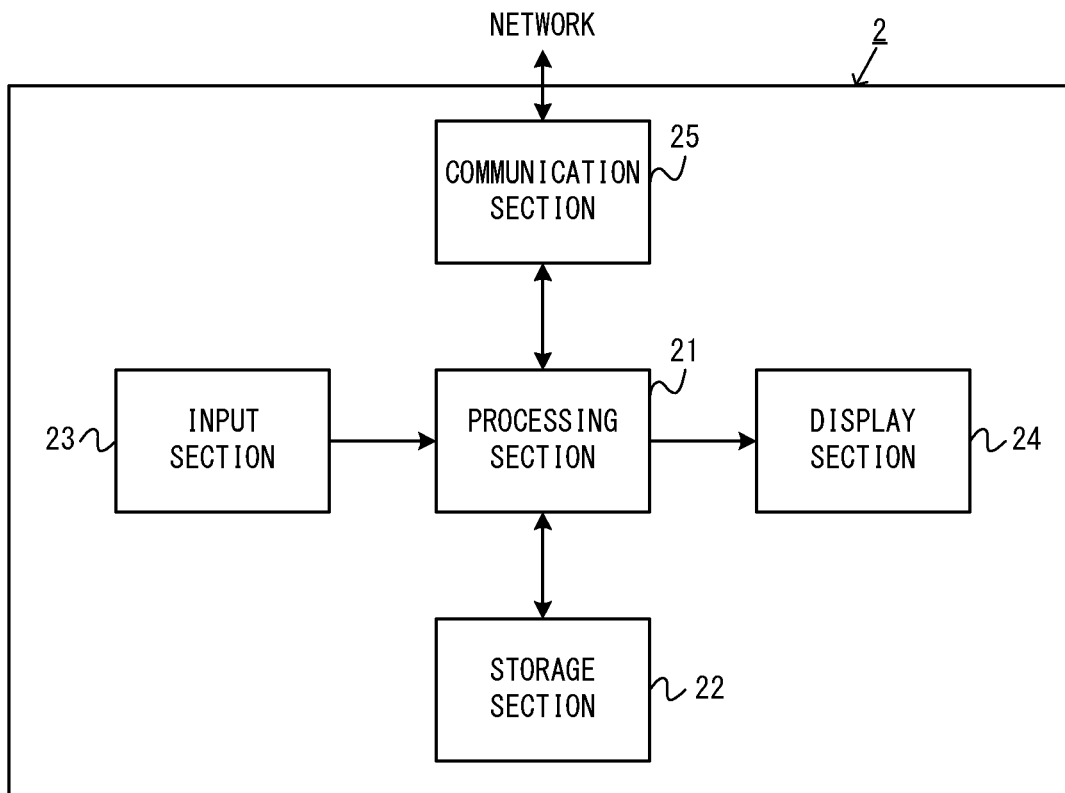 NETWORK
2
25
COMMUNICATION
SECTION
21
INPUT
SECTION
23
PROCESSING
SECTION
DISPLAY
SECTION
24
STORAGE
SECTION
22